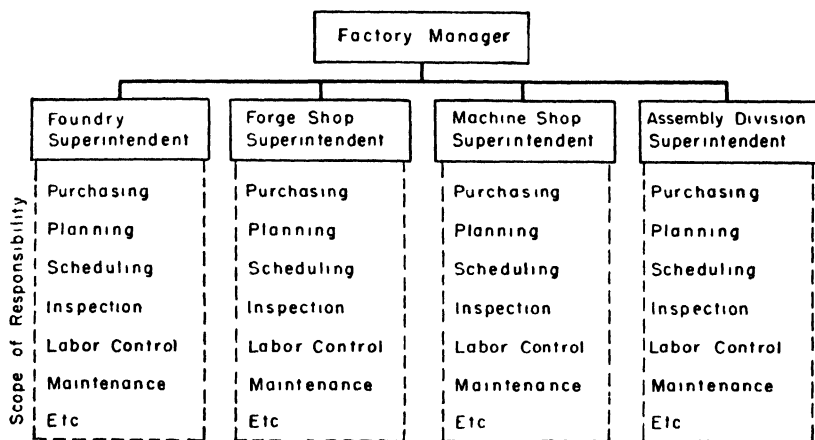 Factory Manager
Foundry
Superintendent
Forge Shop
Superintendent
Machine Shop
Superintendent
Assembly Division
Superintendent
Scope of Responsibility
Purchasing
Planning
Scheduling
Inspection
Labor Control
Maintenance
Etc
Purchasing
Planning
Scheduling
Inspection
Labor Control
Maintenance
Etc
Purchasing
Planning
Scheduling
Inspection
Labor Control
Maintenance
Etc
Purchasing
Planning
Scheduling
Inspection
Labor Control
Maintenance
Etc